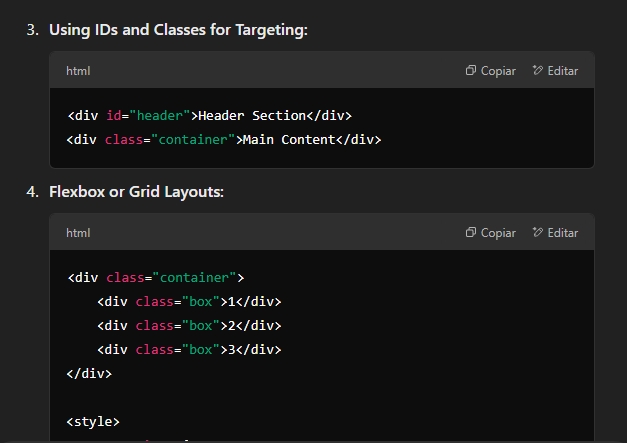 3. Using IDs and Classes for Targeting:
html Copiar Editar
<div id="header">Header Section</div>
<div class="container">Main Content</div>
4. Flexbox or Grid Layouts:
html Copiar Editar
<div class="container">
    <div class="box">1</div>
    <div class="box">2</div>
    <div class="box">3</div>
</div>
<style>